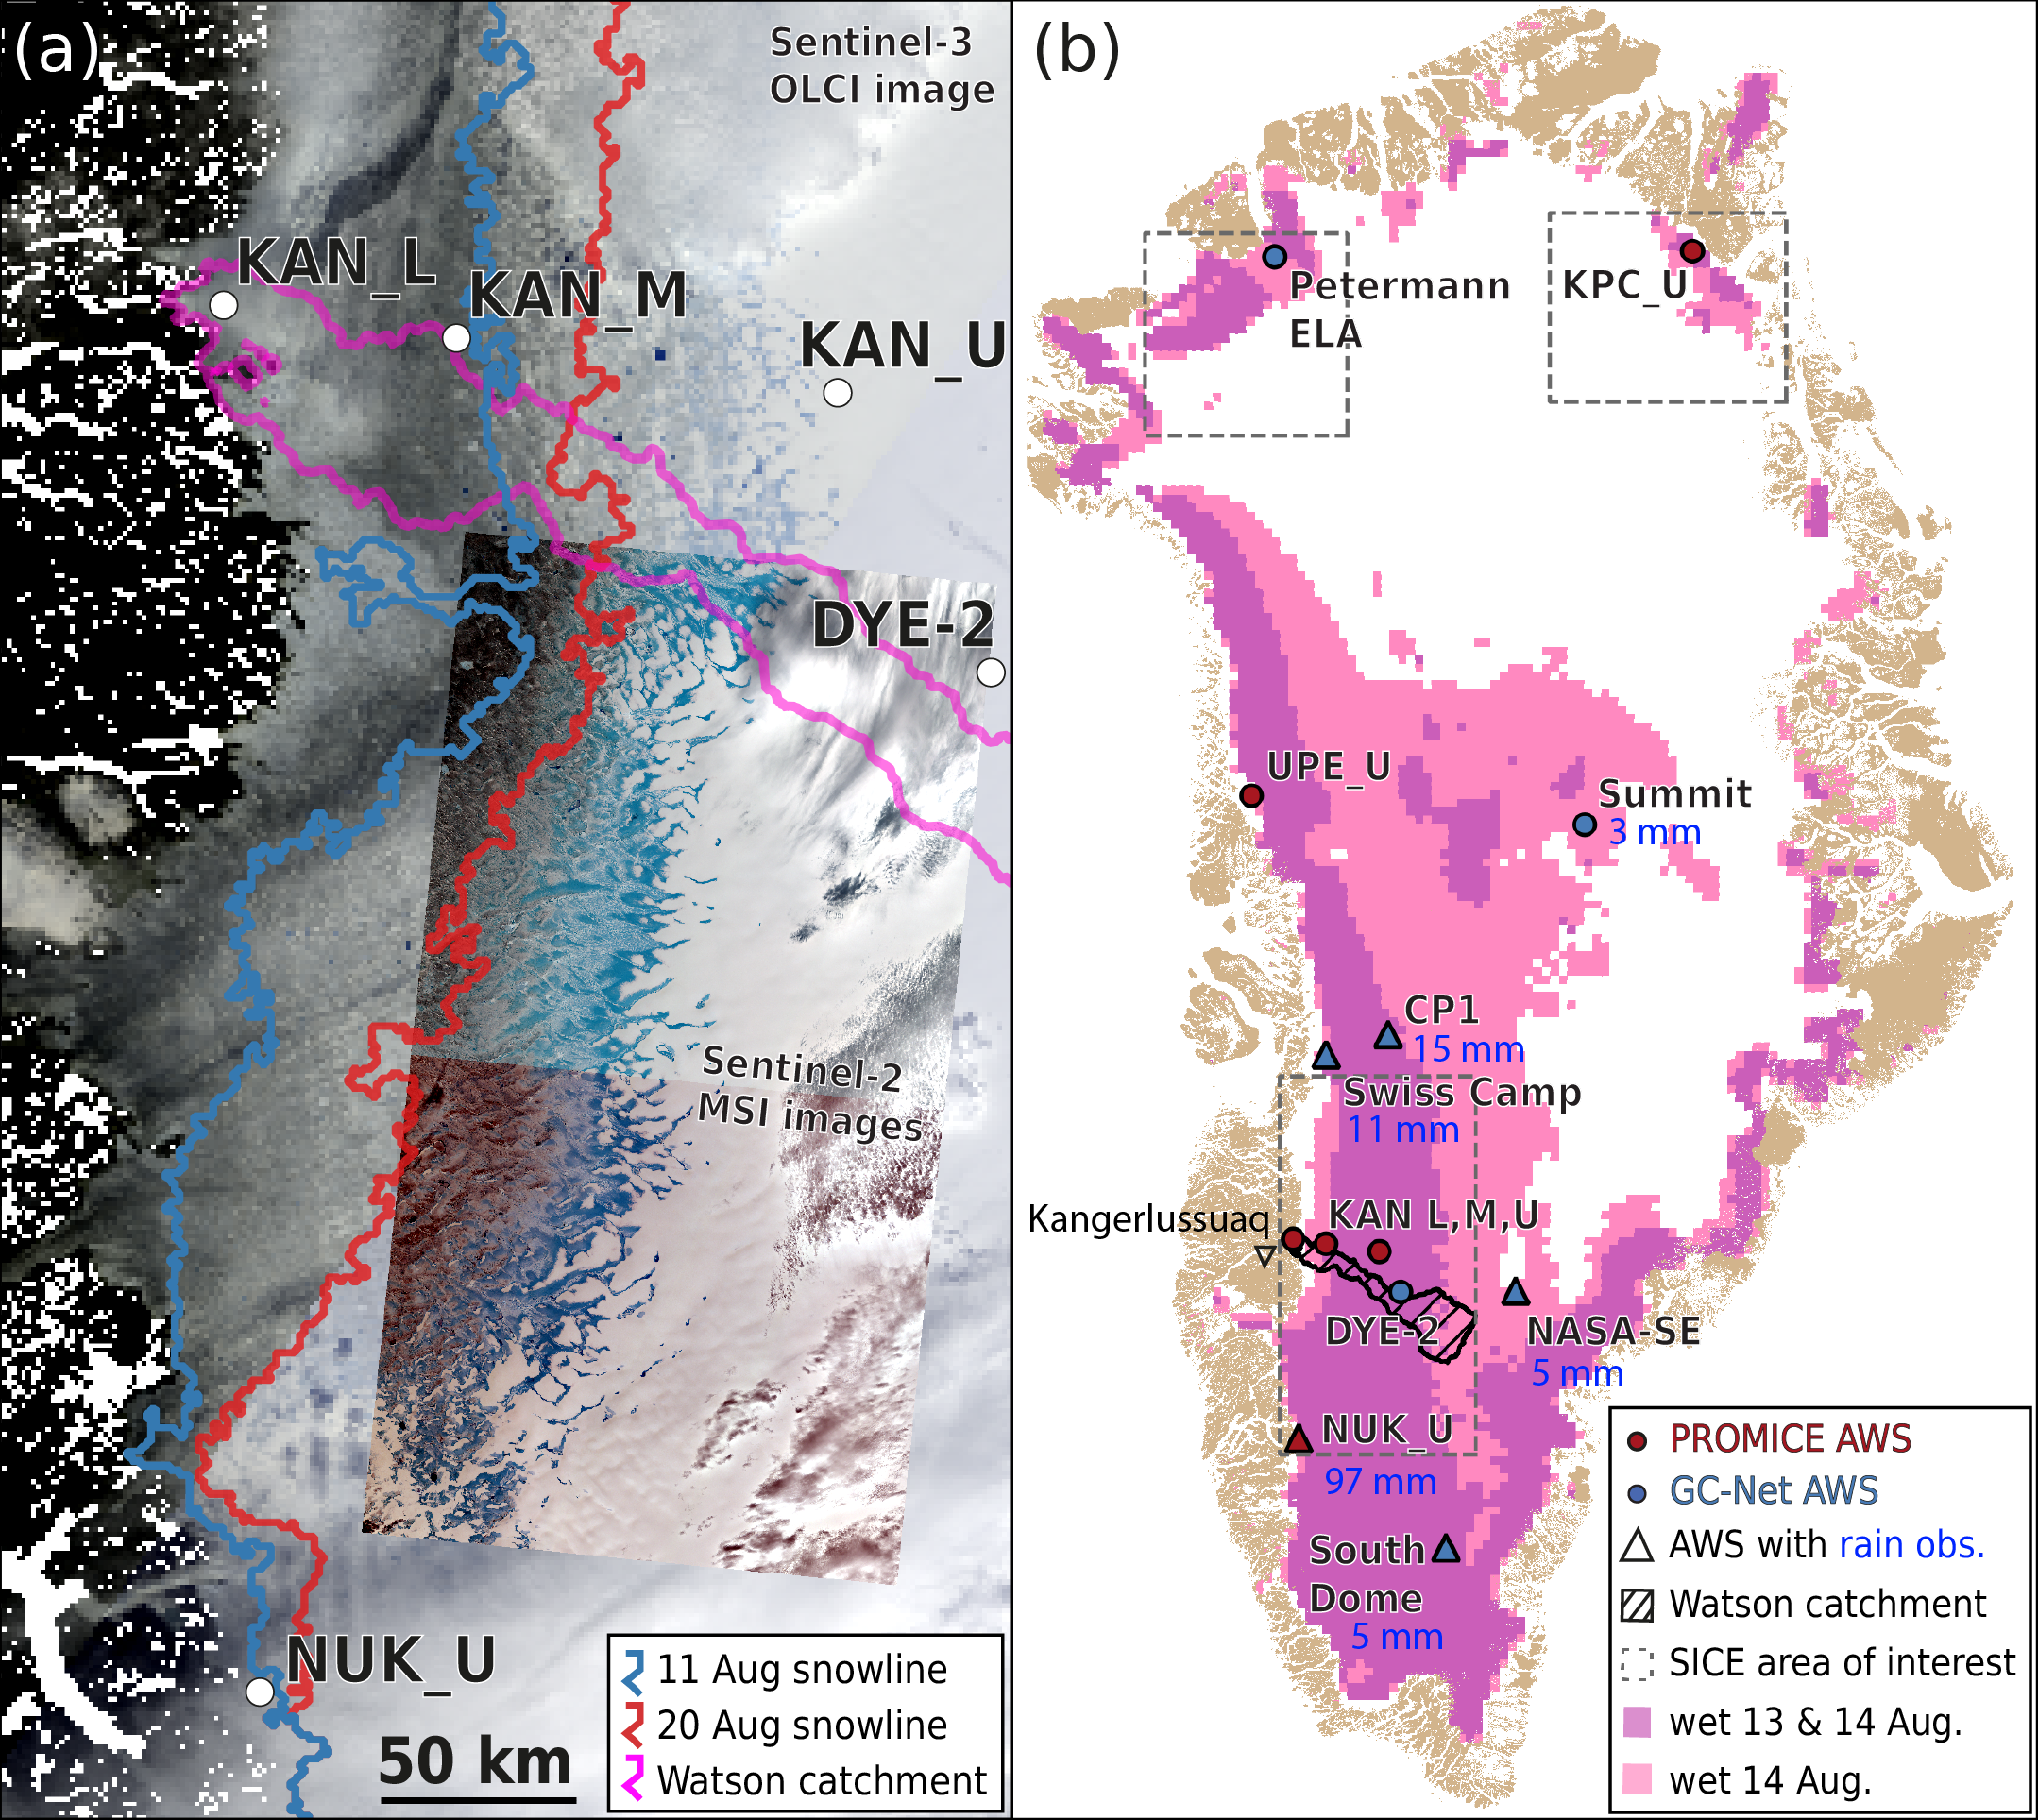 (a)
Sentinel-3
OLCI image
KAN_L
KAN_M
KAN_U
DYE-2
Sentinel-2
MSI images
NUK_U
50 km
11 Aug snowline
20 Aug snowline
Watson catchment
(b)
Petermann
ELA
KPC_U
UPE_U
Summit
3 mm
CP1
15 mm
Swiss Camp
11 mm
Kangerlussuaq
KAN L,M,U
DYE-2
NASA-SE
5 mm
NUK_U
97 mm
South
Dome
5 mm
PROMICE AWS
GC-Net AWS
AWS with rain obs.
Watson catchment
SICE area of interest
wet 13 & 14 Aug.
wet 14 Aug.